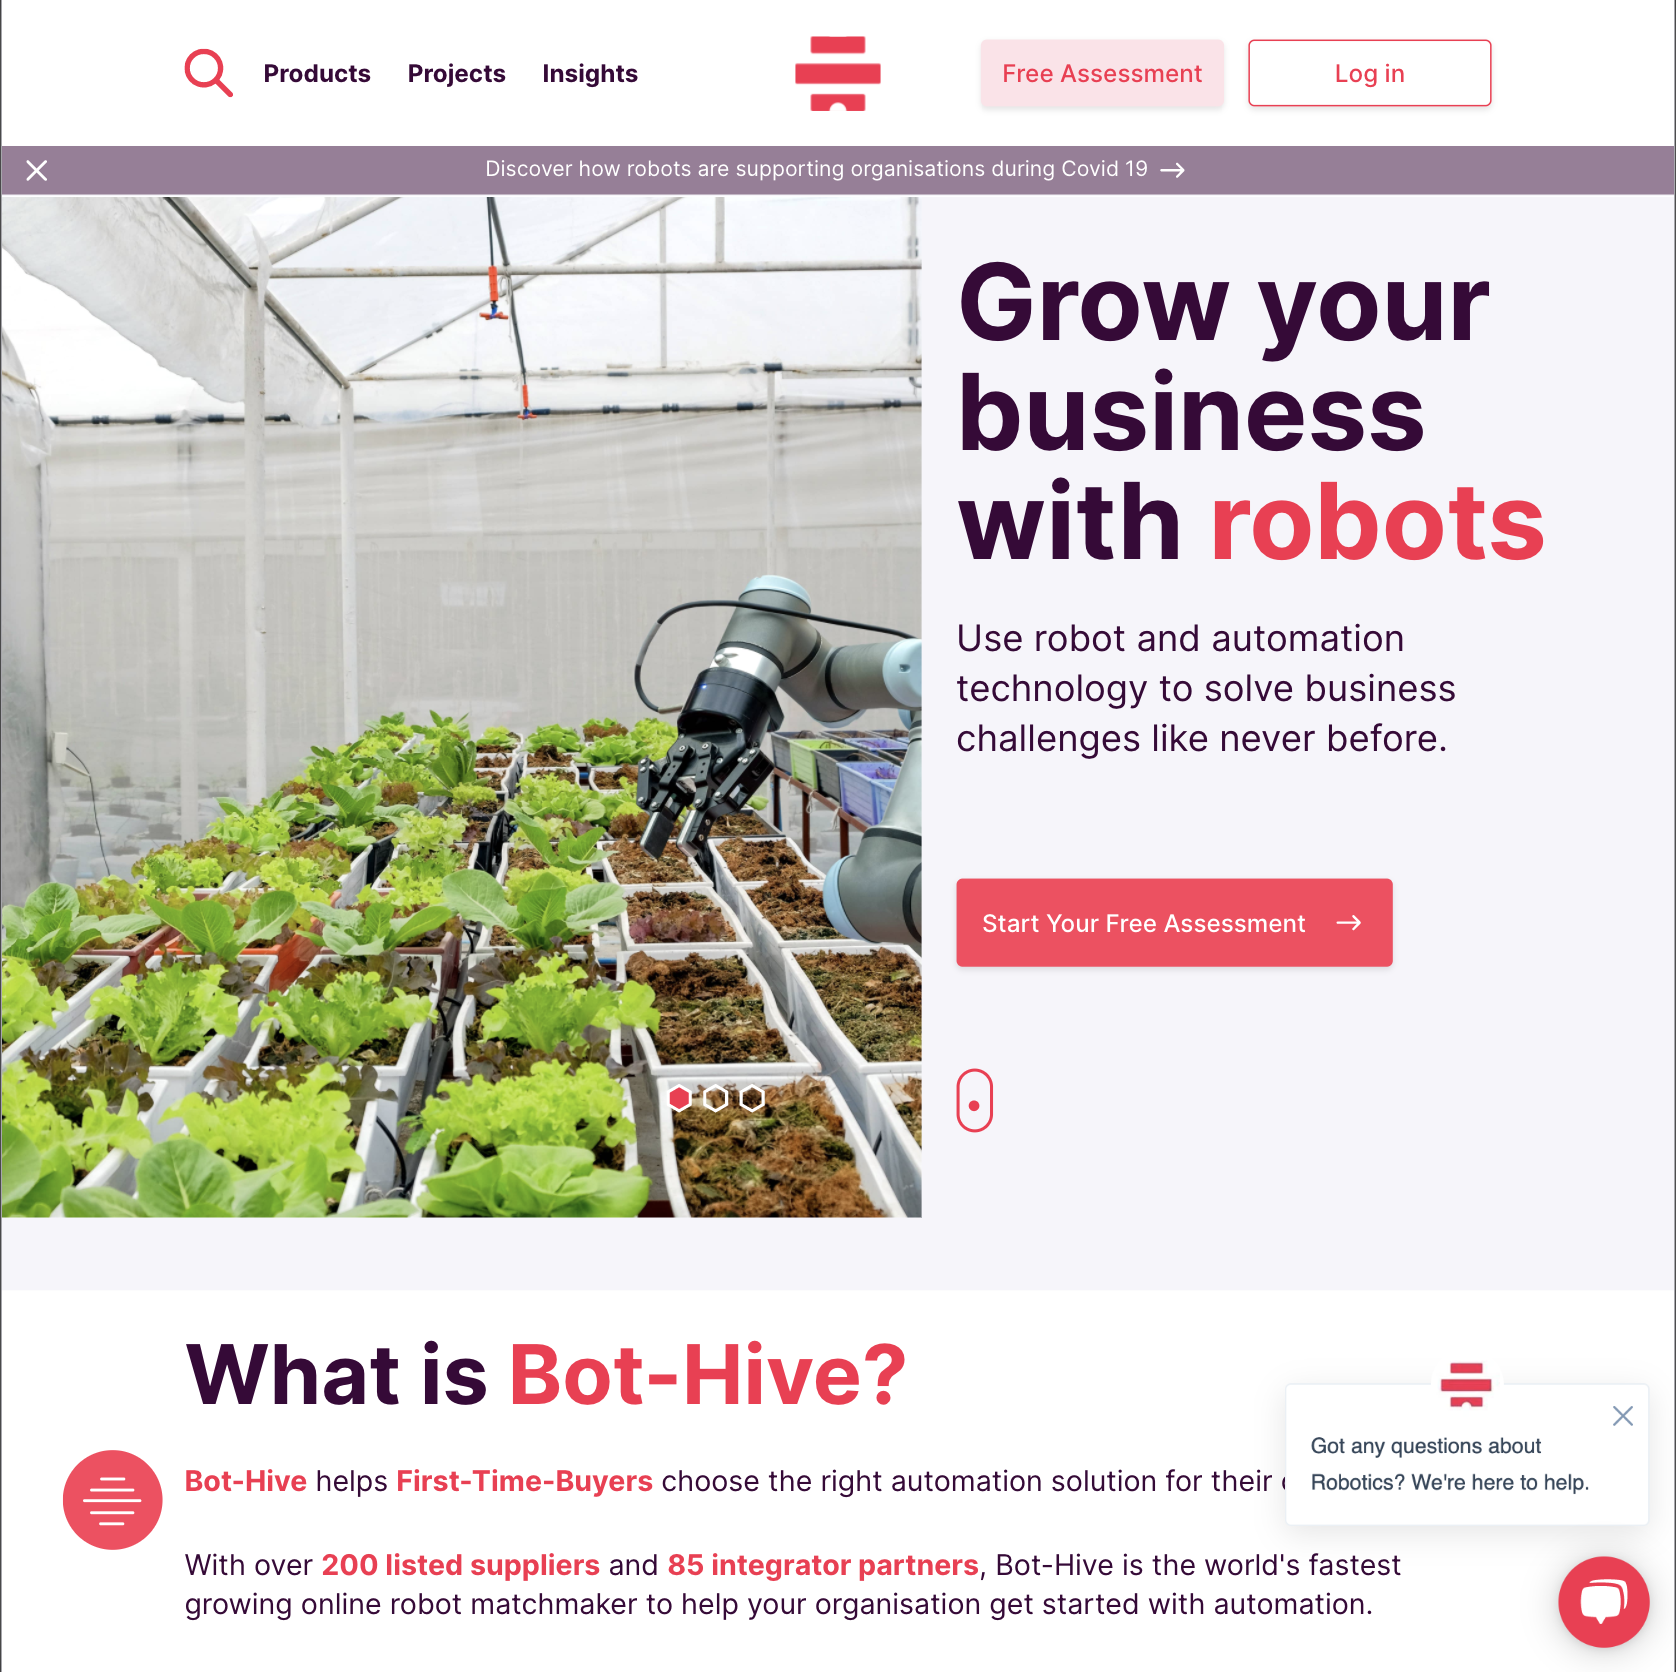 Products
Projects
Insights
Free Assessment
Log in
Discover how robots are supporting organisations during Covid 19 →
Grow your
business
with robots
Use robot and automation
technology to solve business
challenges like never before.
Start Your Free Assessment →
What is Bot-Hive?
Bot-Hive helps First-Time-Buyers choose the right automation solution for their
With over 200 listed suppliers and 85 integrator partners, Bot-Hive is the world's fastest
growing online robot matchmaker to help your organisation get started with automation.
Got any questions about
Robotics? We're here to help.